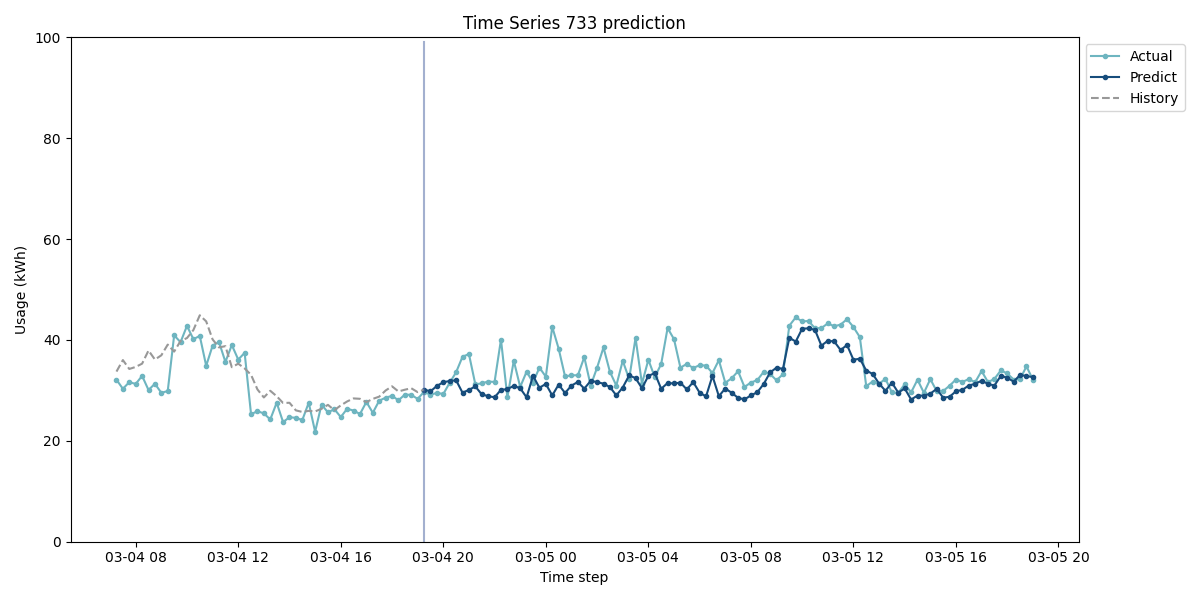 Time Series 733 prediction
100
80
60
40
20
0
Usage (kWh)
03-04 08
03-04 12
03-04 16
03-04 20
03-05 00
03-05 04
03-05 08
03-05 12
03-05 16
03-05 20
Time step
Actual
Predict
History